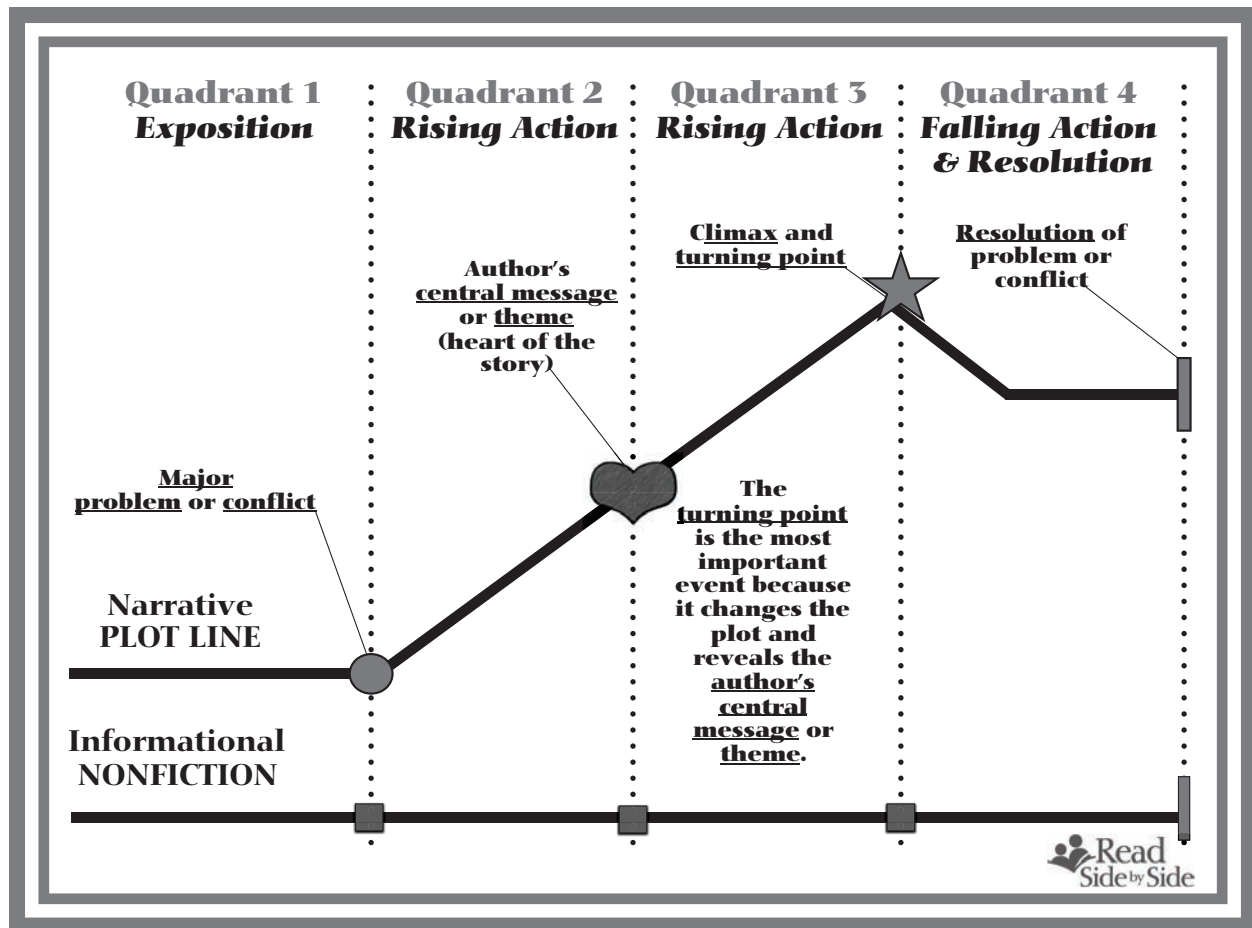 Quadrant 1
Exposition
Quadrant 2
Rising Action
Quadrant 3
Rising Action
Quadrant 4
Falling Action
& Resolution
Major
problem or conflict
Author's
central message
or theme
(heart of the
story)
Climax and
turning point
Resolution of
problem or
conflict
The
turning point
is the most
important
event because
it changes the
plot and
reveals the
author's
central
message or
theme.
Narrative
PLOT LINE
Informational
NONFICTION
Read
Side by Side